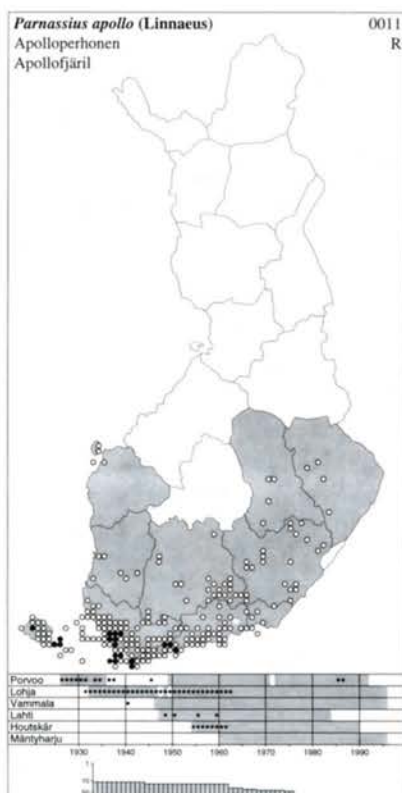 Parnassius apollo (Linnaeus) 0011
Apolloperhonen R
Apollofjäril
Porvoo
Lohja
Vammala
Lahti
Houtskär
Mäntyharju
1930 1940 1950 1960 1970 1980 1990
1